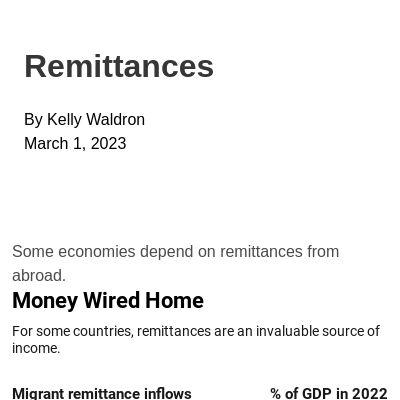 Remittances
By Kelly Waldron
March 1, 2023
Some economies depend on remittances from
abroad.
Money Wired Home
For some countries, remittances are an invaluable source of
income.
Migrant remittance inflows % of GDP in 2022